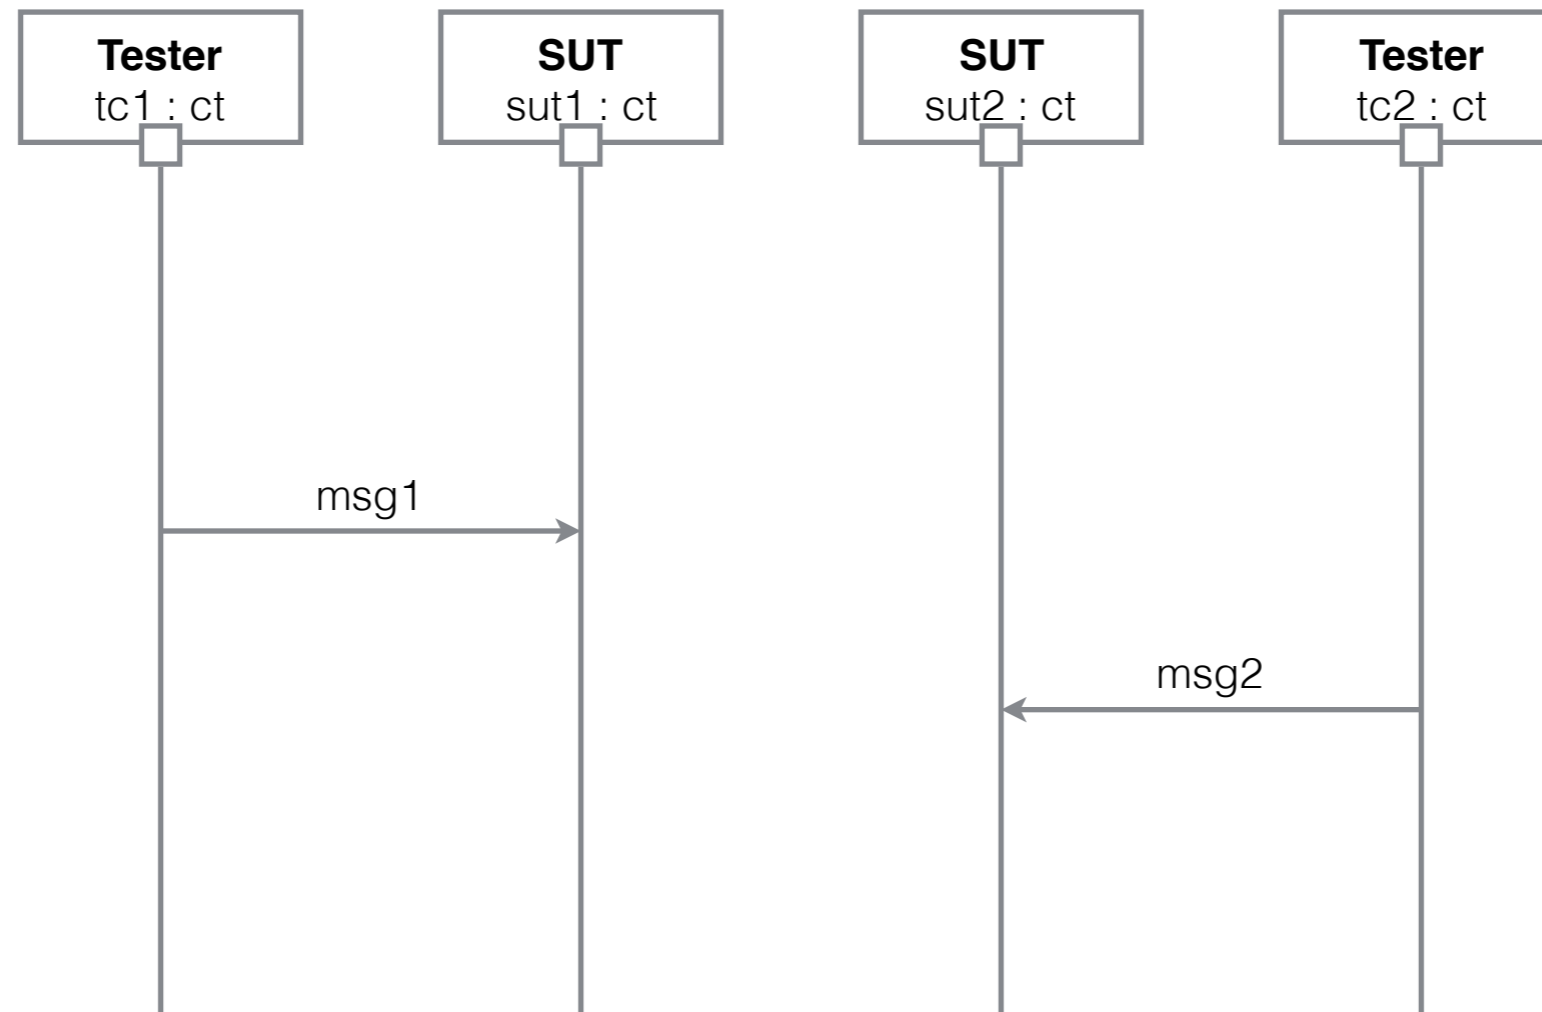 Tester
tc1 : ct
SUT
sut1 : ct
SUT
sut2 : ct
Tester
tc2 : ct
msg1
msg2